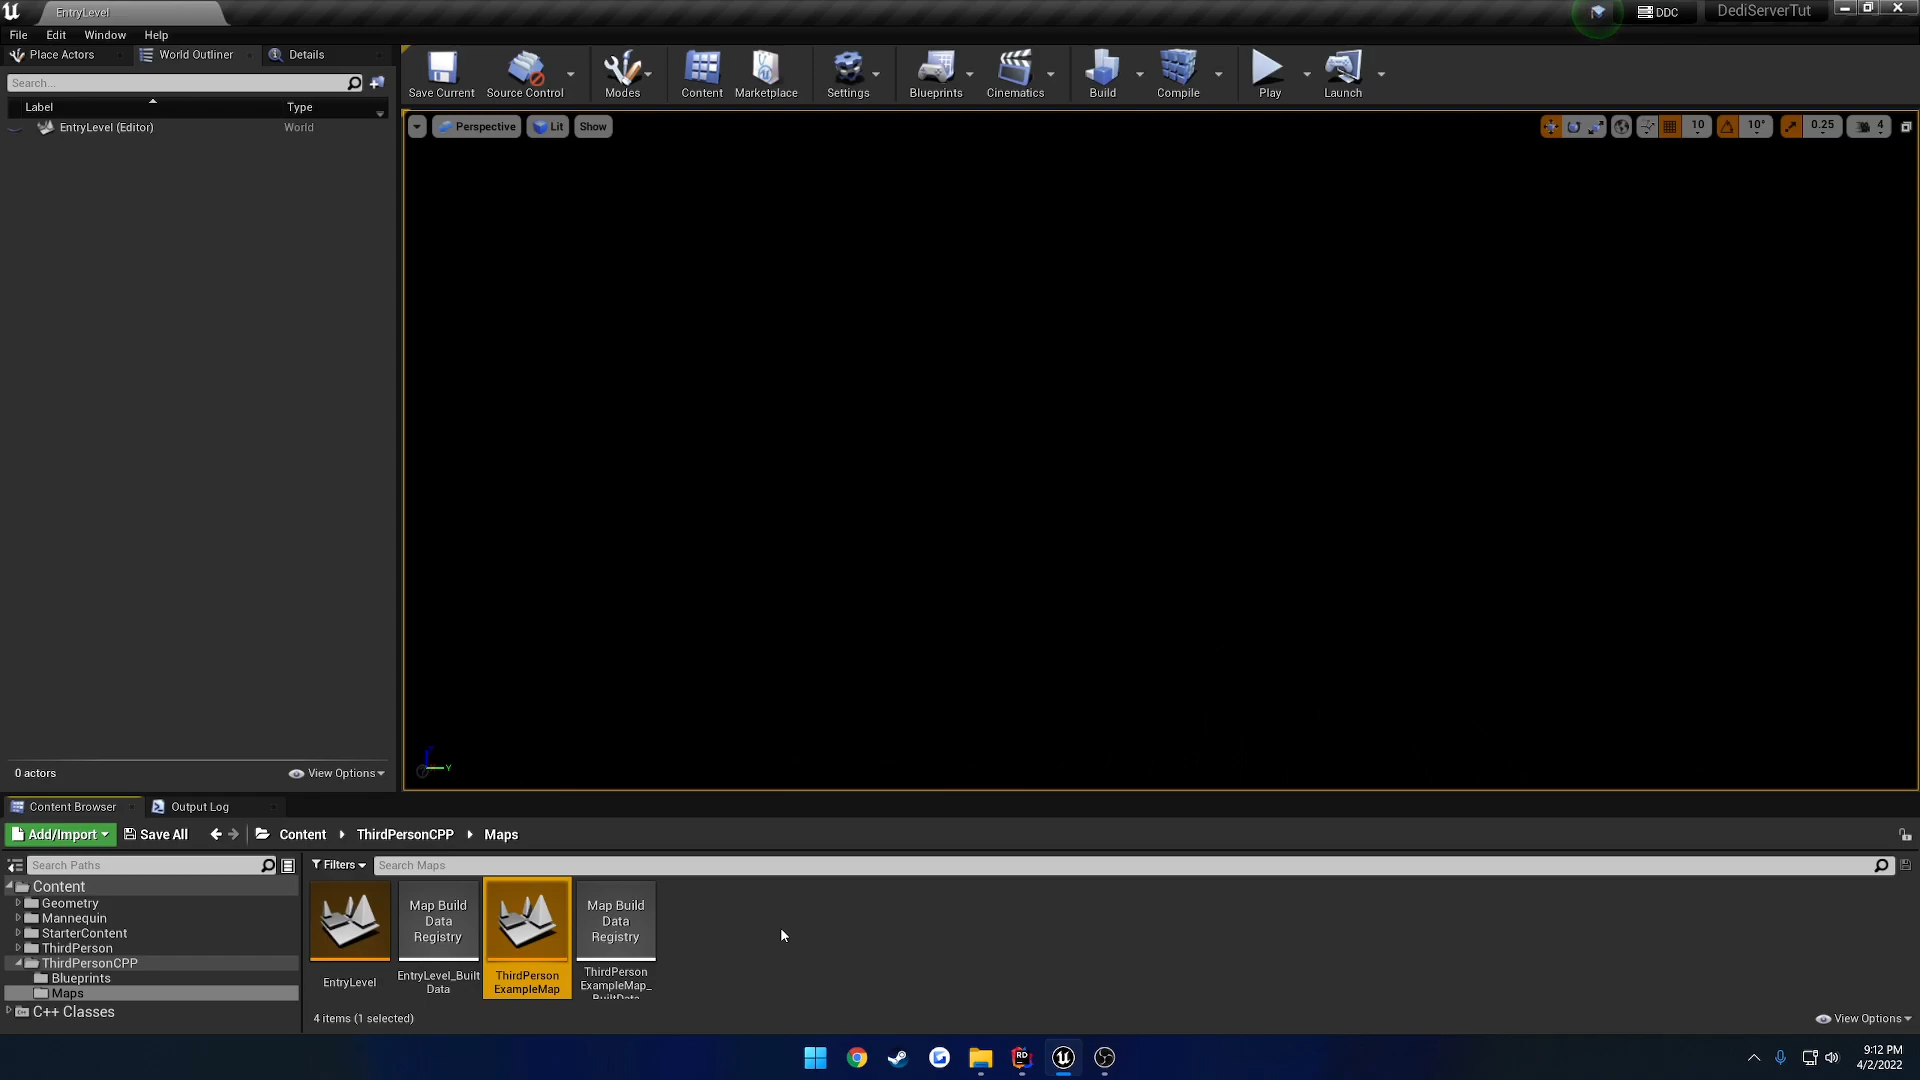 EntryLevel
DDC
DediServerTut
File Edit Window Help
Place Actors World Outliner Details
Search...
Label Type
EntryLevel (Editor) World
0 actors View Options
Save Current Source Control Modes Content Marketplace Settings Blueprints Cinematics Build Compile Play Launch
Perspective Lit Show
10 10° 0.25 4
Y
Content Browser Output Log
Add/Import Save All Content ThirdPersonCPP Maps
Search Paths
Content
Geometry
Mannequin
StarterContent
ThirdPerson
ThirdPersonCPP
Blueprints
Maps
C++ Classes
Filters Search Maps
Map Build
Data
Registry
Map Build
Data
Registry
EntryLevel
EntryLevel_Built
Data
ThirdPerson
ExampleMap
ThirdPerson
ExampleMap_
BuiltData
4 items (1 selected) View Options
RD
9:12 PM
4/2/2022